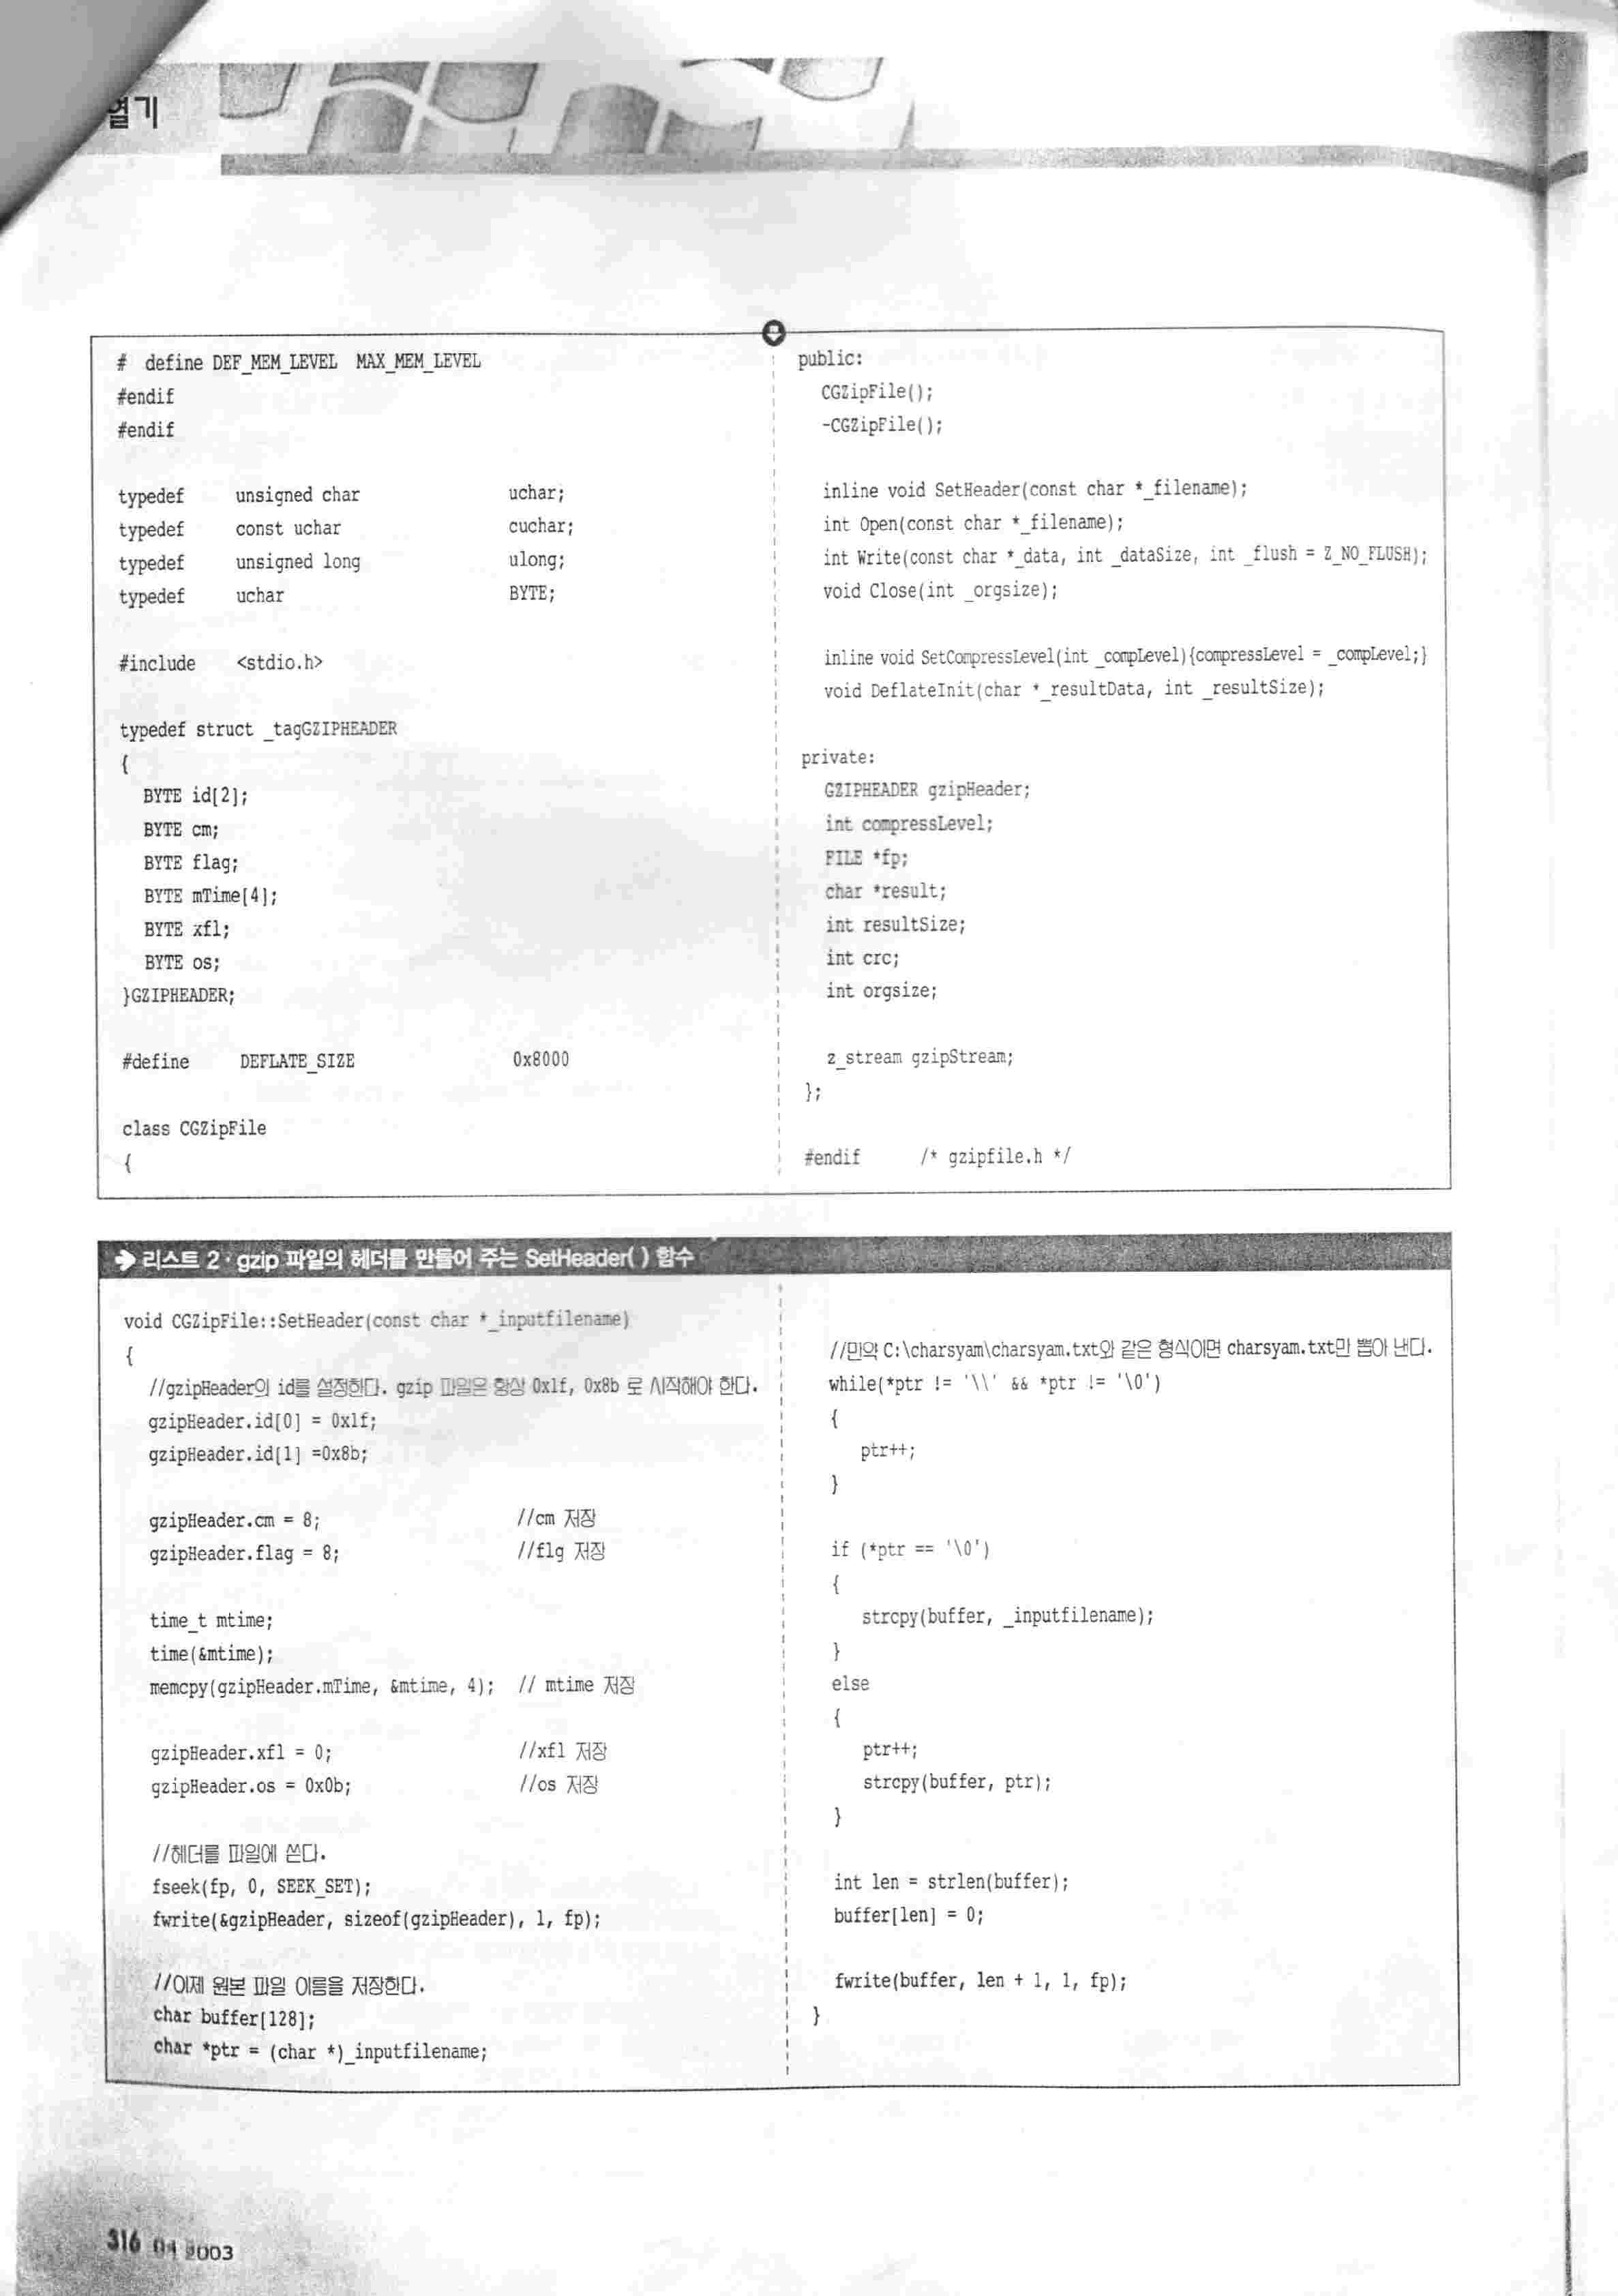 열기
# define DEF_MEM_LEVEL MAX_MEM_LEVEL
#endif
#endif
typedef unsigned char uchar;
typedef const uchar cuchar;
typedef unsigned long ulong;
typedef uchar BYTE;
#include <stdio.h>
typedef struct _tagGZIPHEADER
{
BYTE id[2];
BYTE cm;
BYTE flag;
BYTE mTime[4];
BYTE xfl;
BYTE os;
}GZIPHEADER;
#define DEFLATE_SIZE 0x8000
class CGZipFile
{
public:
CGZipFile();
~CGZipFile();
inline void SetHeader(const char *_filename);
int Open(const char *_filename);
int Write(const char *_data, int _dataSize, int _flush = Z_NO_FLUSH);
void Close(int _orgsize);
inline void SetCompressLevel(int _compLevel){compressLevel = _compLevel;}
void DeflateInit(char *_resultData, int _resultSize);
private:
GZIPHEADER gzipHeader;
int compressLevel;
FILE *fp;
char *result;
int resultSize;
int crc;
int orgsize;
z_stream gzipStream;
};
#endif /* gzipfile.h */
리스트 2 · gzip 파일의 헤더를 만들어 주는 SetHeader( ) 함수
void CGZipFile::SetHeader(const char *_inputfilename)
{
//gzipHeader의 id를 설정한다. gzip 파일은 항상 0x1f, 0x8b 로 시작해야 한다.
gzipHeader.id[0] = 0x1f;
gzipHeader.id[1] =0x8b;
gzipHeader.cm = 8; //cm 저장
gzipHeader.flag = 8; //flg 저장
time_t mtime;
time(&mtime);
memcpy(gzipHeader.mTime, &mtime, 4); // mtime 저장
gzipHeader.xfl = 0; //xfl 저장
gzipHeader.os = 0x0b; //os 저장
//헤더를 파일에 쓴다.
fseek(fp, 0, SEEK_SET);
fwrite(&gzipHeader, sizeof(gzipHeader), 1, fp);
//이제 원본 파일 이름을 저장한다.
char buffer[128];
char *ptr = (char *)_inputfilename;
//만약 C:\charsyam\charsyam.txt와 같은 형식이면 charsyam.txt만 뽑아 낸다.
while(*ptr != '\\' && *ptr != '\0')
{
ptr++;
}
if (*ptr == '\0')
{
strcpy(buffer, _inputfilename);
}
else
{
ptr++;
strcpy(buffer, ptr);
}
int len = strlen(buffer);
buffer[len] = 0;
fwrite(buffer, len + 1, 1, fp);
}
316 04 2003